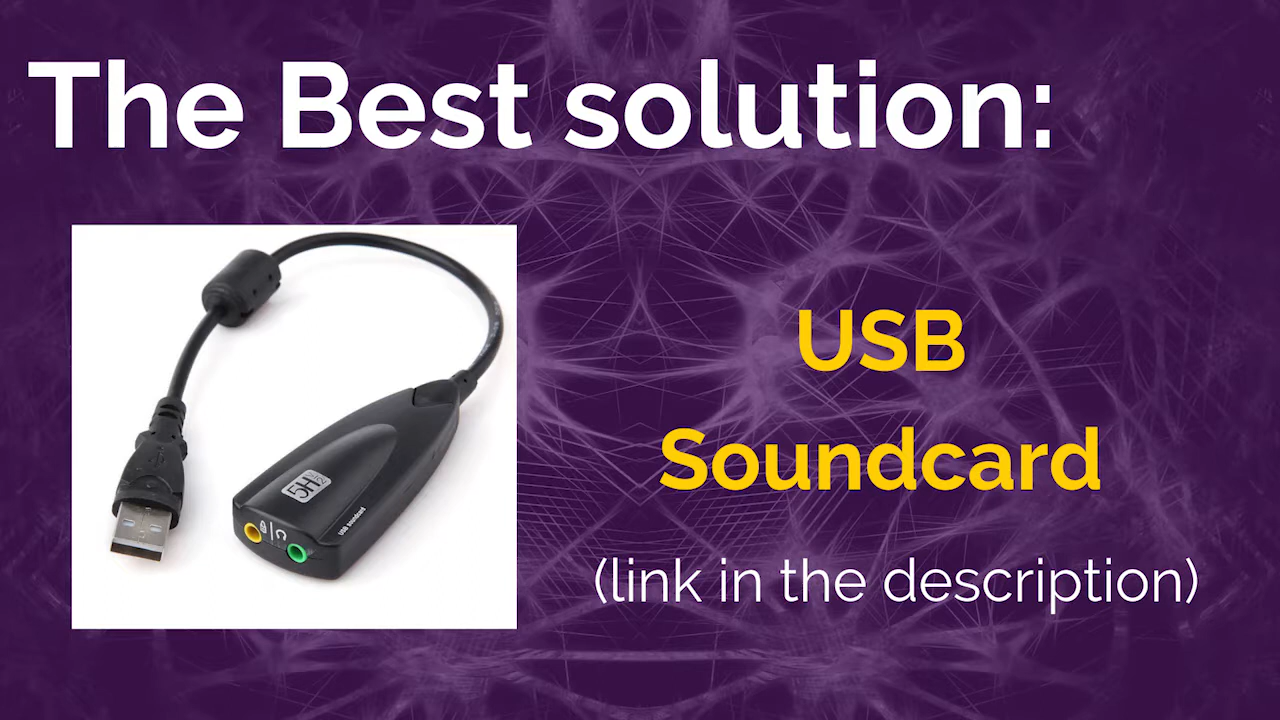 The Best solution:
USB
Soundcard
(link in the description)
5H
USB soundcard